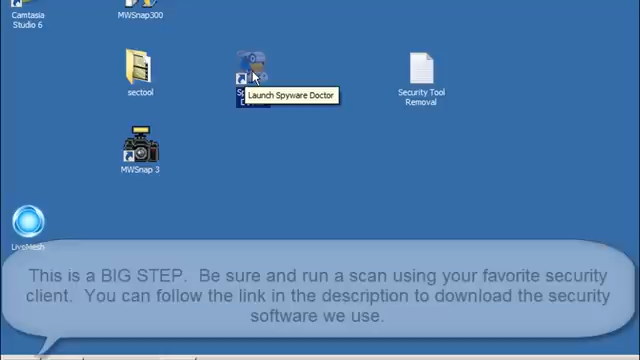 Camtasia
Studio 6
MWSnap300
sectool
Launch Spyware Doctor
Security Tool
Removal
MWSnap 3
LiveMesh
This is a BIG STEP. Be sure and run a scan using your favorite security
client. You can follow the link in the description to download the security
software we use.